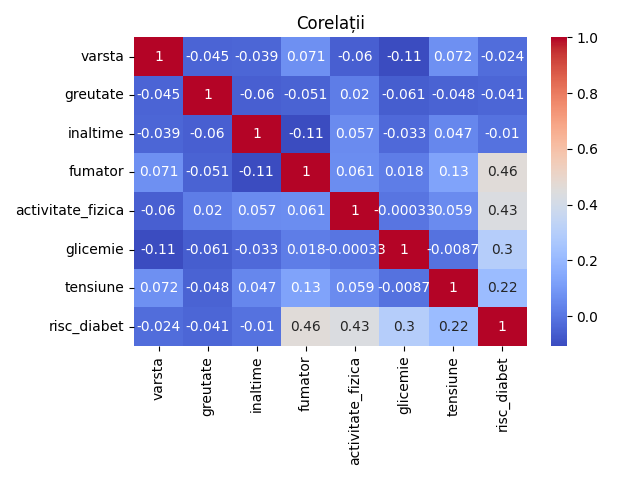 Corelații
varsta 1 -0.045 -0.039 0.071 -0.06 -0.11 0.072 -0.024
greutate -0.045 1 -0.06 -0.051 0.02 -0.061 -0.048 -0.041
inaltime -0.039 -0.06 1 -0.11 0.057 -0.033 0.047 -0.01
fumator 0.071 -0.051 -0.11 1 0.061 0.018 0.13 0.46
activitate_fizica -0.06 0.02 0.057 0.061 1 -0.00033 0.059 0.43
glicemie -0.11 -0.061 -0.033 0.018 -0.00033 1 -0.0087 0.3
tensiune 0.072 -0.048 0.047 0.13 0.059 -0.0087 1 0.22
risc_diabet -0.024 -0.041 -0.01 0.46 0.43 0.3 0.22 1
varsta greutate inaltime fumator activitate_fizica glicemie tensiune risc_diabet
1.0
0.8
0.6
0.4
0.2
0.0